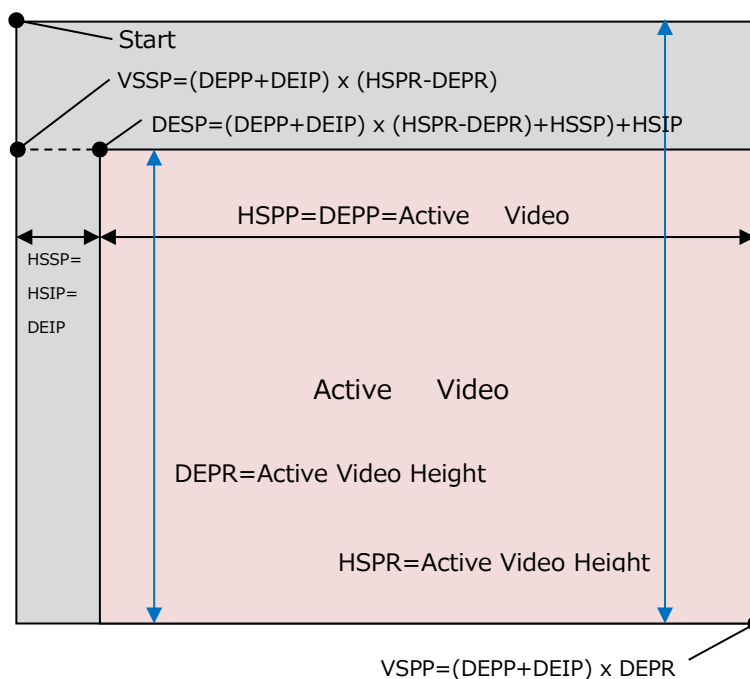 Start
VSSP=(DEPP+DEIP) x (HSPR-DEPR)
DESP=(DEPP+DEIP) x (HSPR-DEPR)+HSSP)+HSIP
HSPP=DEPP=Active Video
HSSP=
HSIP=
DEIP
Active Video
DEPR=Active Video Height
HSPR=Active Video Height
VSPP=(DEPP+DEIP) x DEPR